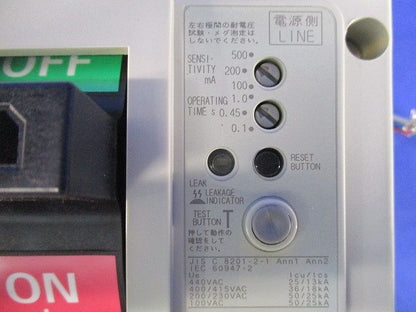 左右極間の耐電圧
試験・メグ測定は
しないでください。
電源側
LINE
OFF
SENSI-
TIVITY
mA
500
200
100
OPERATING
TIME s
1.0
0.45
0.1
RESET
BUTTON
LEAK
LEAKAGE
INDICATOR
TEST
BUTTON
T
押して動作の
確認をして
ください。
ON
JIS C 8201-2-1 Ann1 Ann2
IEC 60947-2
Ue Icu/Ics
440VAC 25/13kA
400/415VAC 36/18kA
200/230VAC 50/25kA
100VAC 50/25kA